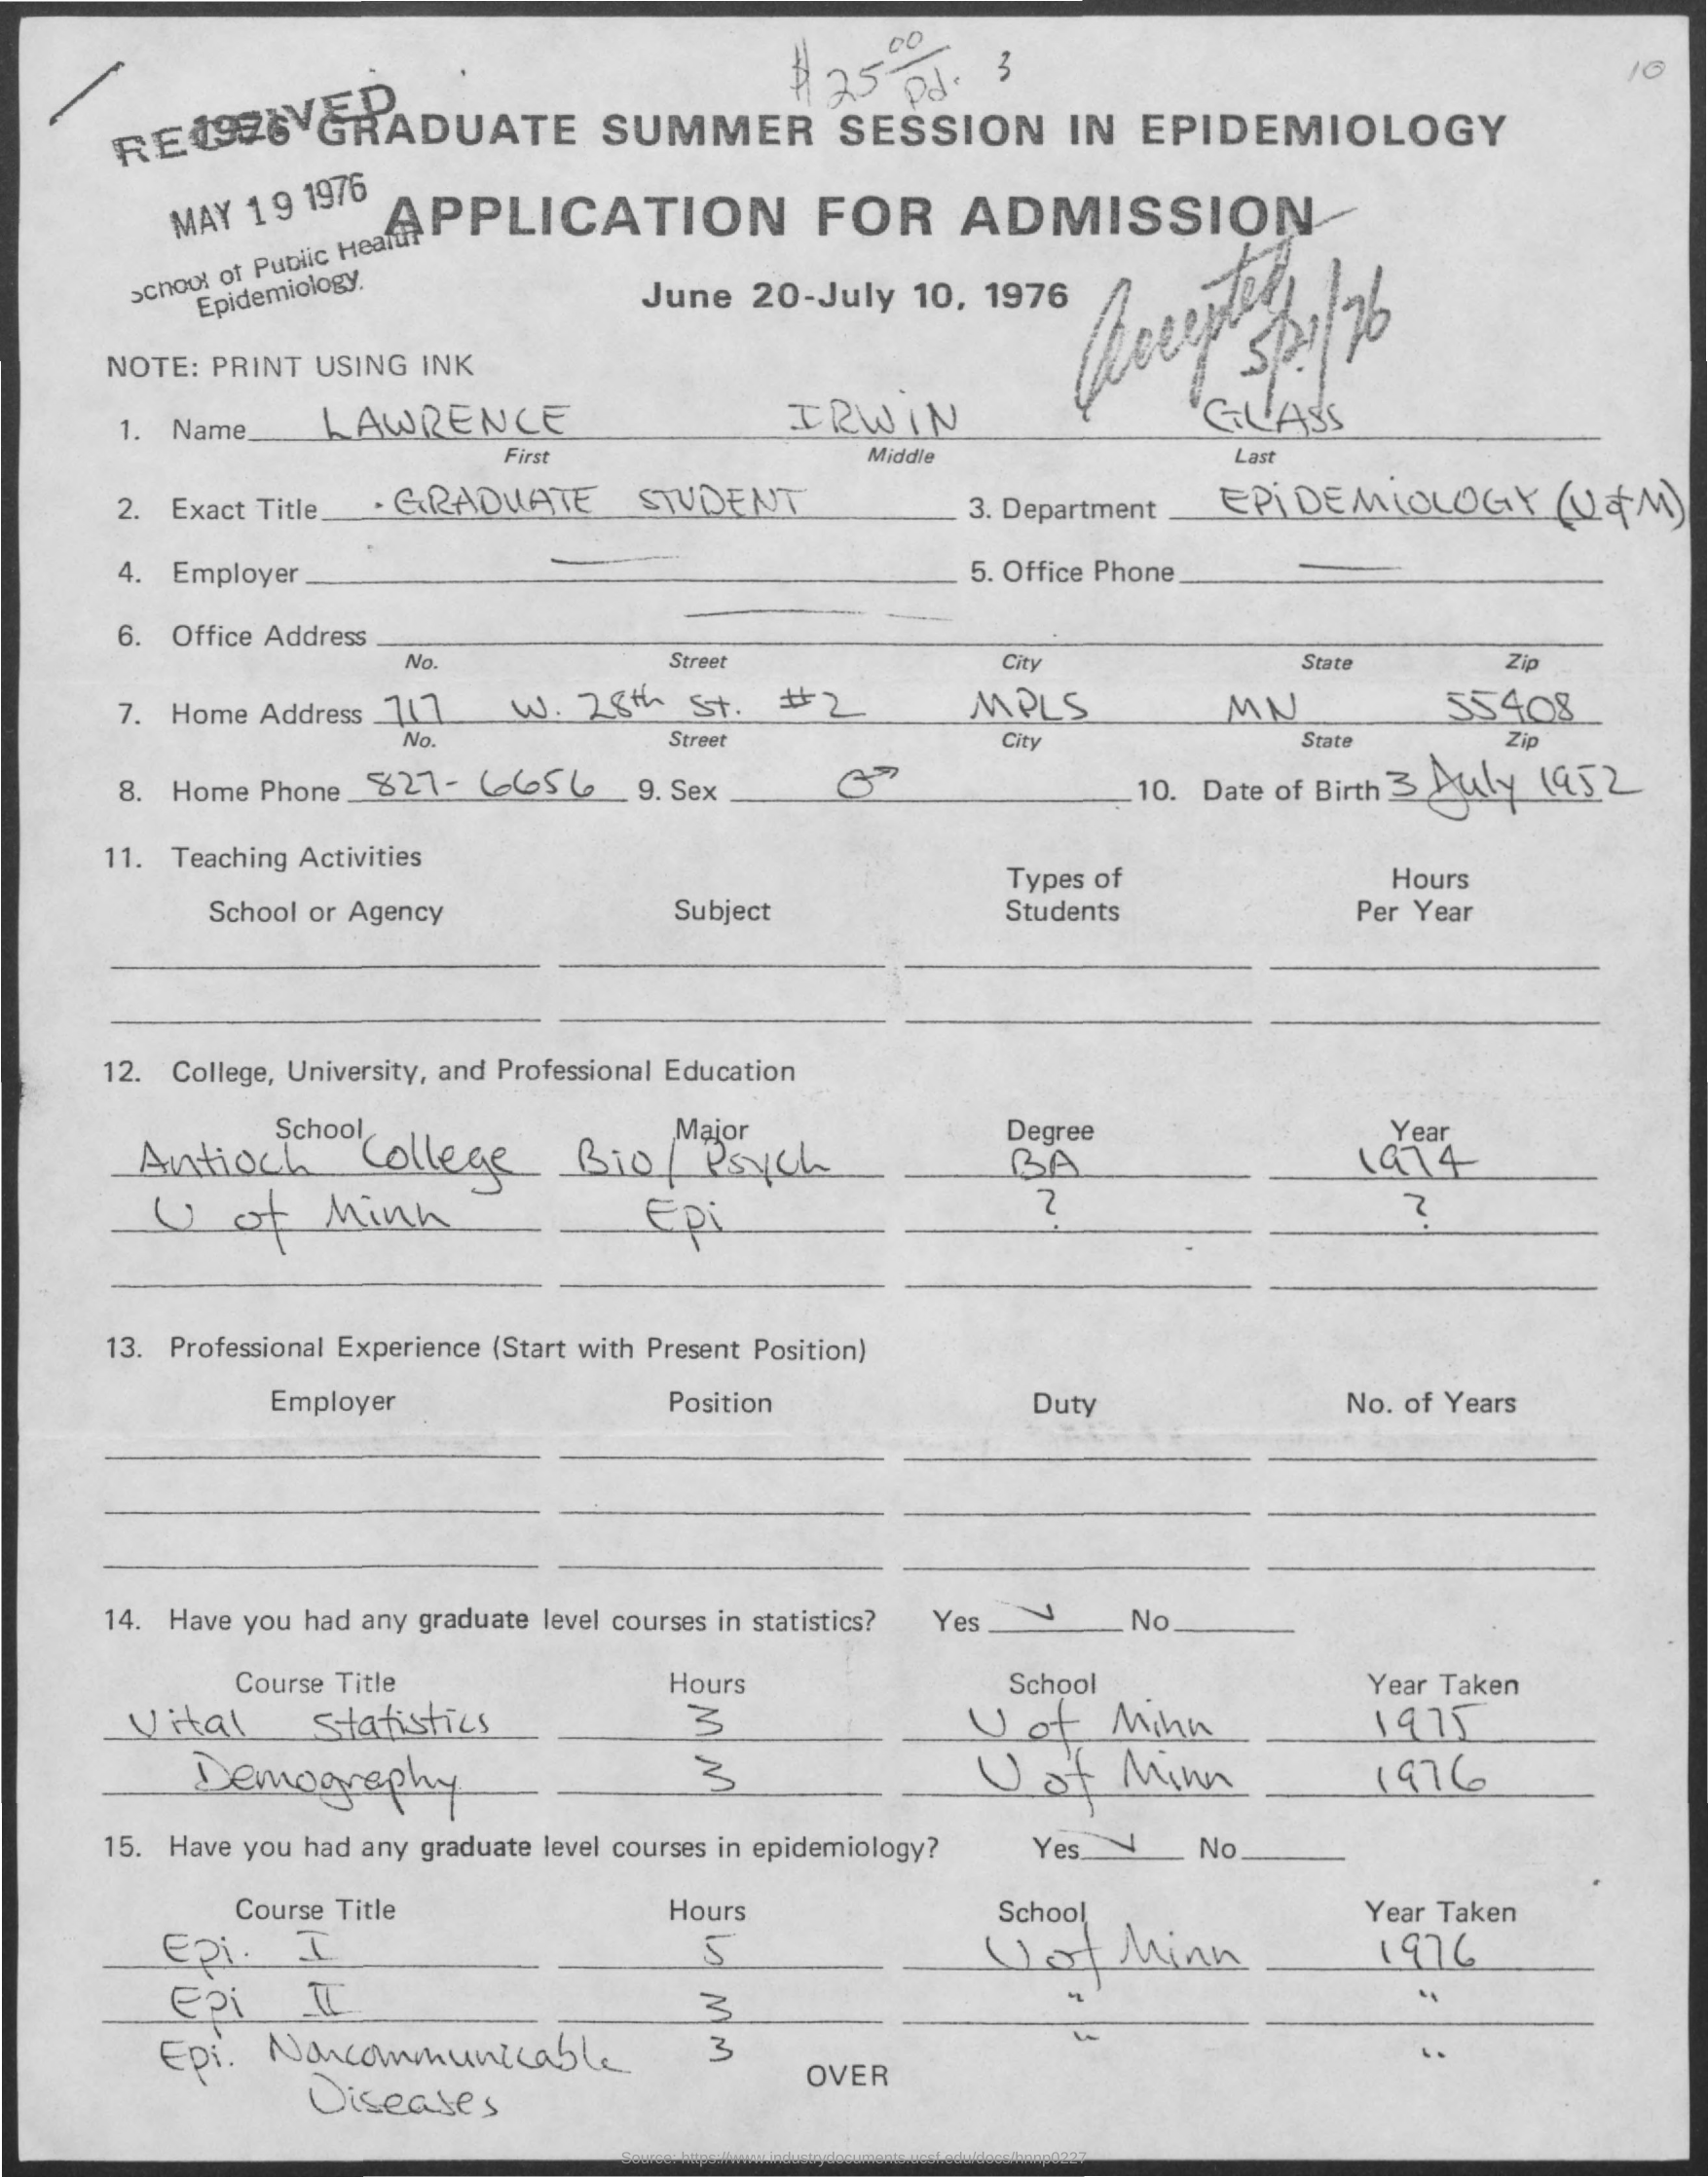 $25 00/pd. 3
10
RECEIVED
1976 GRADUATE SUMMER SESSION IN EPIDEMIOLOGY
MAY 19 1976
APPLICATION FOR ADMISSION
School of Public Health
Epidemiology.
June 20-July 10, 1976
Accepted 5/21/76
NOTE: PRINT USING INK
1. Name LAWRENCE IRWIN GLASS
First Middle Last
2. Exact Title GRADUATE STUDENT 3. Department EPIDEMIOLOGY (U of M)
4. Employer — 5. Office Phone —
6. Office Address — —
No. Street City State Zip
7. Home Address 717 W. 28th St. #2 MPLS MN 55408
No. Street City State Zip
8. Home Phone 827-6656 9. Sex ♂ 10. Date of Birth 3 July 1952
11. Teaching Activities
School or Agency Subject Types of Students Hours Per Year
12. College, University, and Professional Education
School Major Degree Year
Antioch College Bio/Psych BA 1974
U of Minn Epi ? ?
13. Professional Experience (Start with Present Position)
Employer Position Duty No. of Years
14. Have you had any graduate level courses in statistics? Yes ✓ No
Course Title Hours School Year Taken
Vital Statistics 3 U of Minn 1975
Demography 3 U of Minn 1976
15. Have you had any graduate level courses in epidemiology? Yes ✓ No
Course Title Hours School Year Taken
Epi. I 5 U of Minn 1976
Epi II 3 " "
Epi. Noncommunicable 3 " "
Diseases
OVER
Source: https://www.industrydocuments.ucsf.edu/docs/hnnp0227